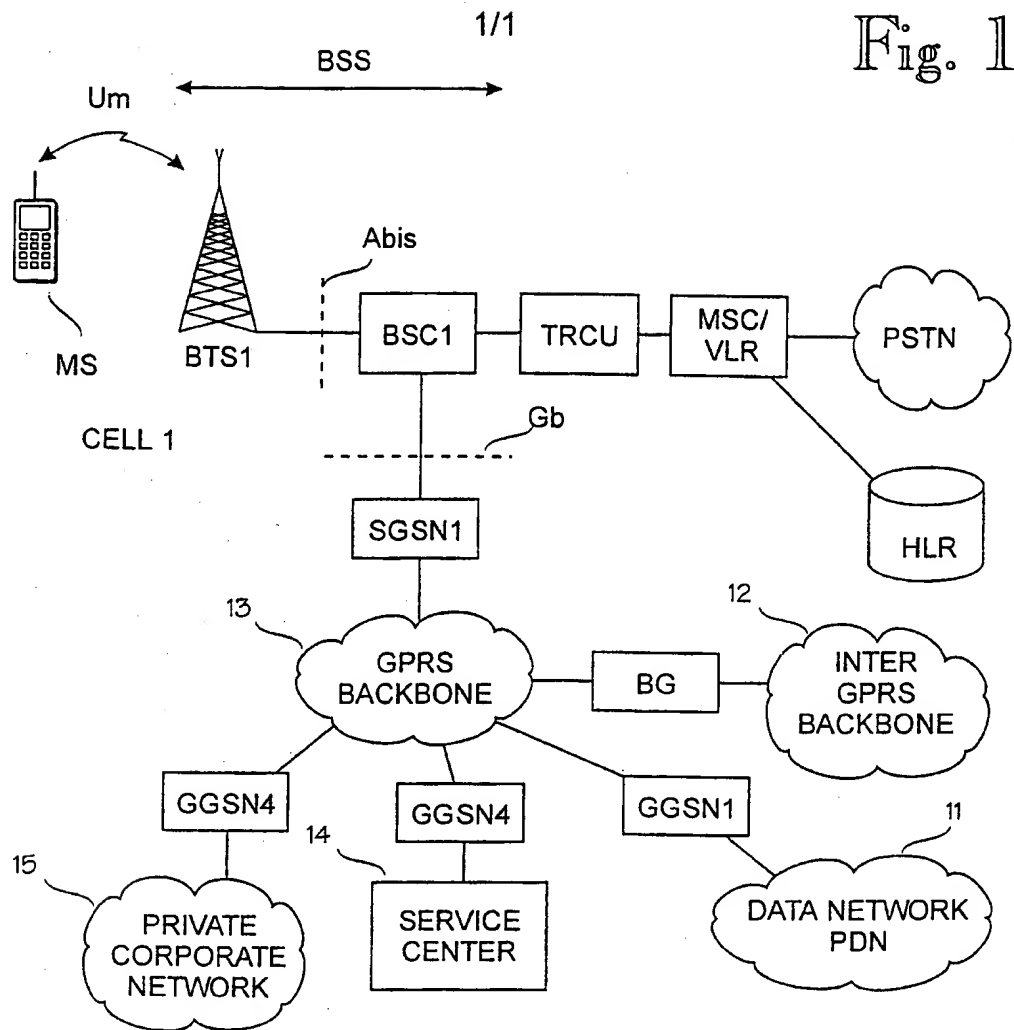 1/1
Fig. 1
BSS
Um
Abis
BSC1
TRCU
MSC/
VLR
PSTN
MS
BTS1
CELL 1
Gb
HLR
SGSN1
13
GPRS
BACKBONE
BG
12
INTER
GPRS
BACKBONE
GGSN4
GGSN4
GGSN1
15
PRIVATE
CORPORATE
NETWORK
14
SERVICE
CENTER
11
DATA NETWORK
PDN